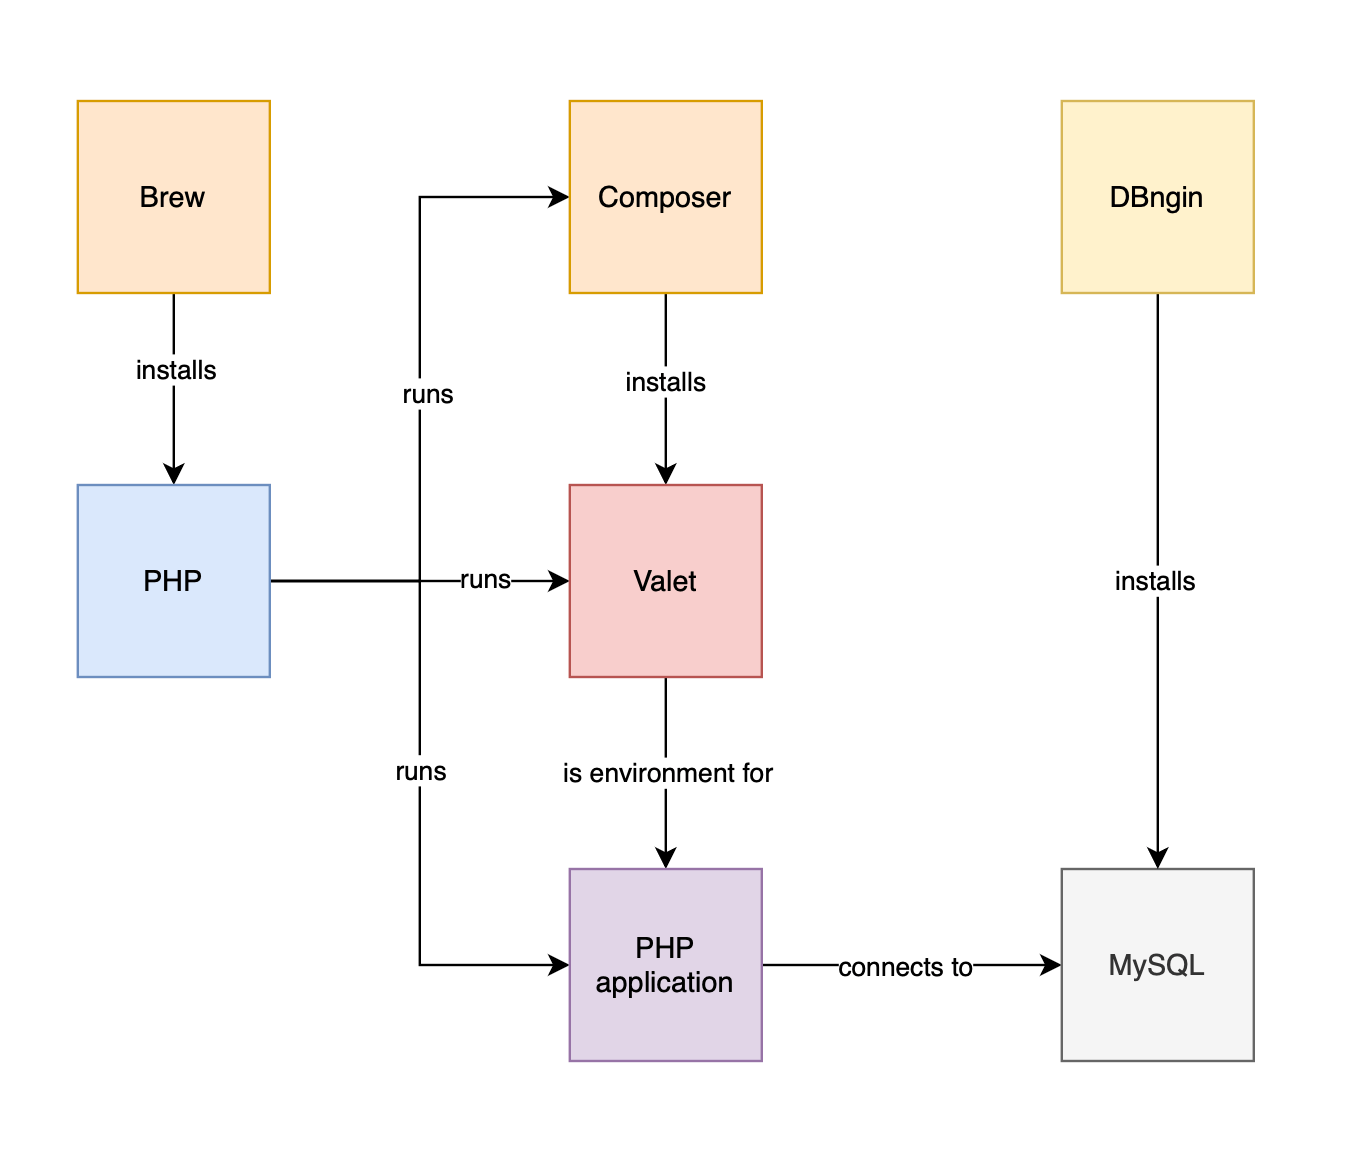 Brew
Composer
DBngin
installs
installs
runs
PHP
runs
Valet
installs
runs
is environment for
PHP
application
connects to
MySQL